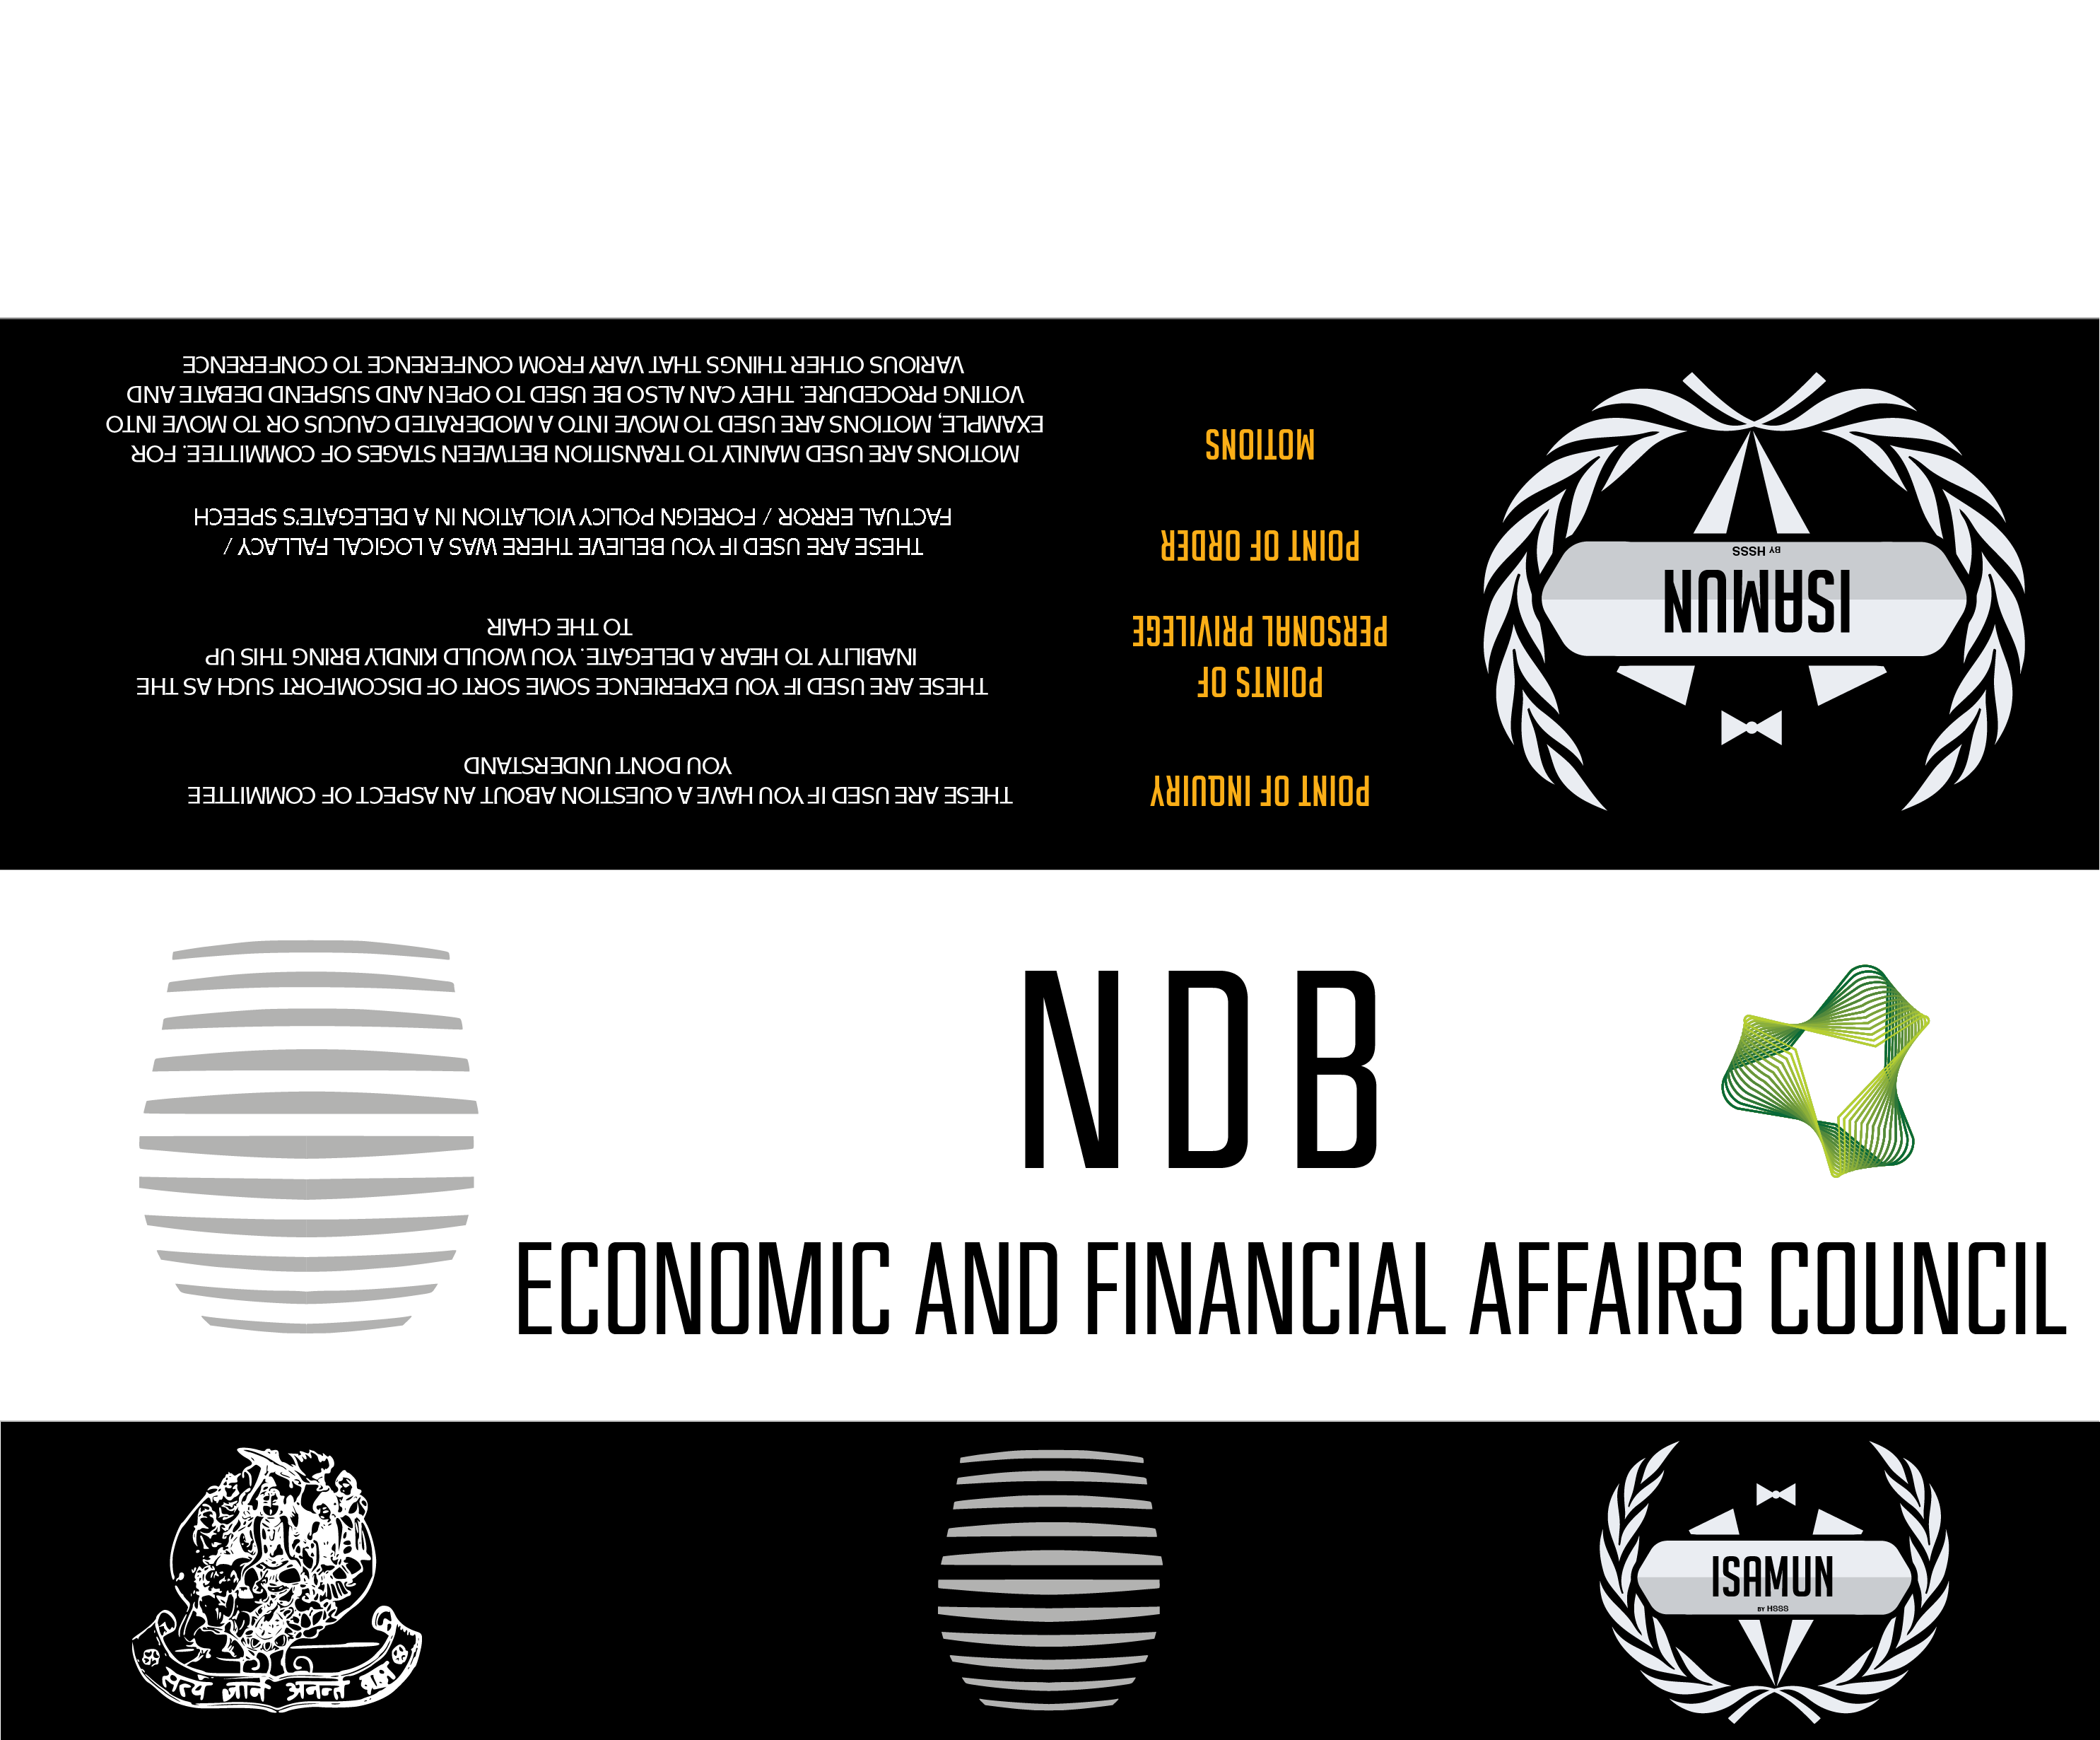 ISAMUN
BY HSSS
POINT OF INQUIRY
THESE ARE USED IF YOU HAVE A QUESTION ABOUT AN ASPECT OF COMMITTEE
YOU DON'T UNDERSTAND
POINTS OF
PERSONAL PRIVILEGE
THESE ARE USED IF YOU EXPERIENCE SOME SORT OF DISCOMFORT SUCH AS THE
INABILITY TO HEAR A DELEGATE. YOU WOULD KINDLY BRING THIS UP
TO THE CHAIR
POINT OF ORDER
THESE ARE USED IF YOU BELIEVE THERE WAS A LOGICAL FALLACY /
FACTUAL ERROR / FOREIGN POLICY VIOLATION IN A DELEGATE'S SPEECH
MOTIONS
MOTIONS ARE USED MAINLY TO TRANSITION BETWEEN STAGES OF COMMITTEE. FOR
EXAMPLE, MOTIONS ARE USED TO MOVE INTO A MODERATED CAUCUS OR TO MOVE INTO
VOTING PROCEDURE. THEY CAN ALSO BE USED TO OPEN AND SUSPEND DEBATE AND
VARIOUS OTHER THINGS THAT VARY FROM CONFERENCE TO CONFERENCE
NDB
ECONOMIC AND FINANCIAL AFFAIRS COUNCIL
सत्यं ज्ञानं अनन्तं ब्रह्म
ISAMUN
BY HSSS